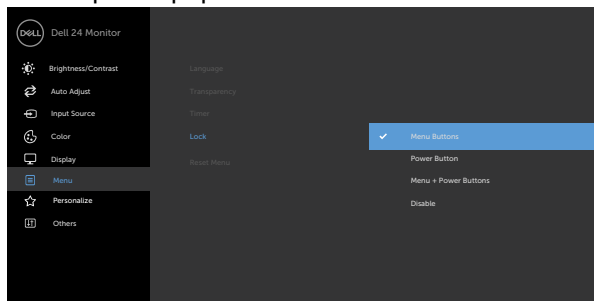 DELL Dell 24 Monitor
Brightness/Contrast
Auto Adjust
Input Source
Color
Display
Menu
Personalize
Others
Language
Transparency
Timer
Lock
Reset Menu
Menu Buttons
Power Button
Menu + Power Buttons
Disable